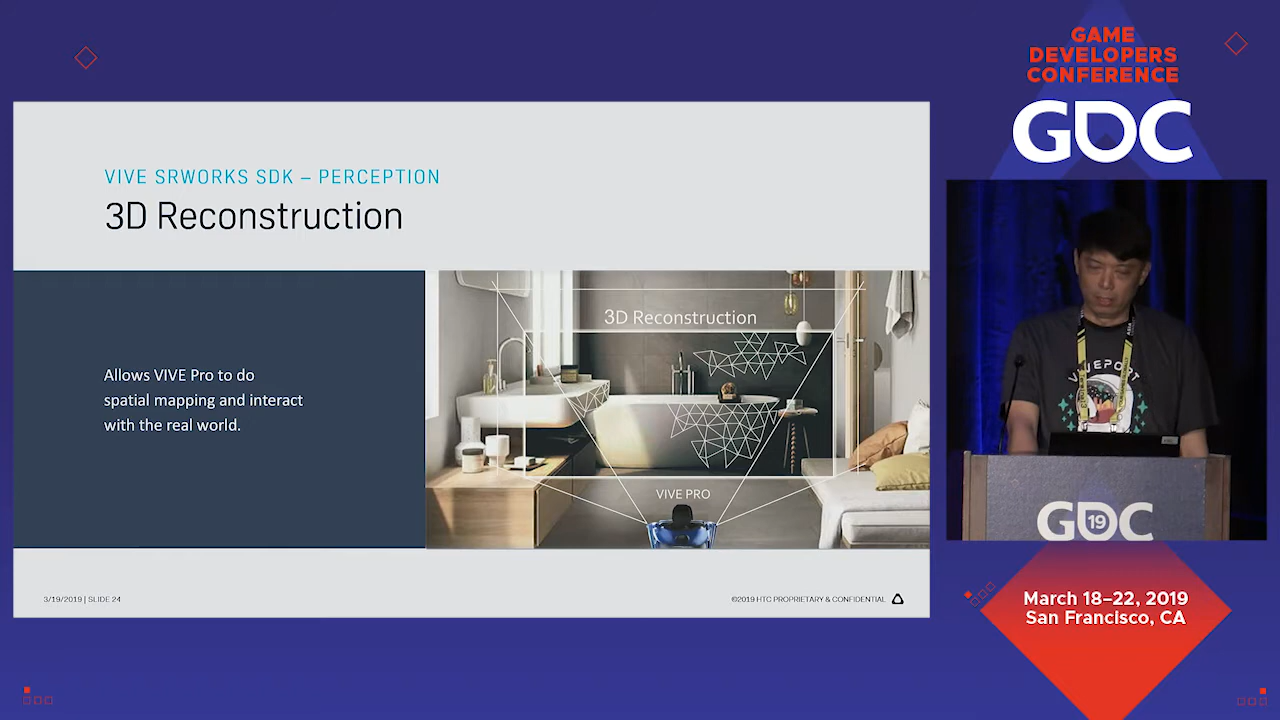 GAME
DEVELOPERS
CONFERENCE
GDC
VIVE SRWORKS SDK – PERCEPTION
3D Reconstruction
Allows VIVE Pro to do
spatial mapping and interact
with the real world.
3D Reconstruction
VIVE PRO
3/19/2019 | SLIDE 24
©2019 HTC PROPRIETARY & CONFIDENTIAL
VIVEPORT
GDC
19
March 18–22, 2019
San Francisco, CA